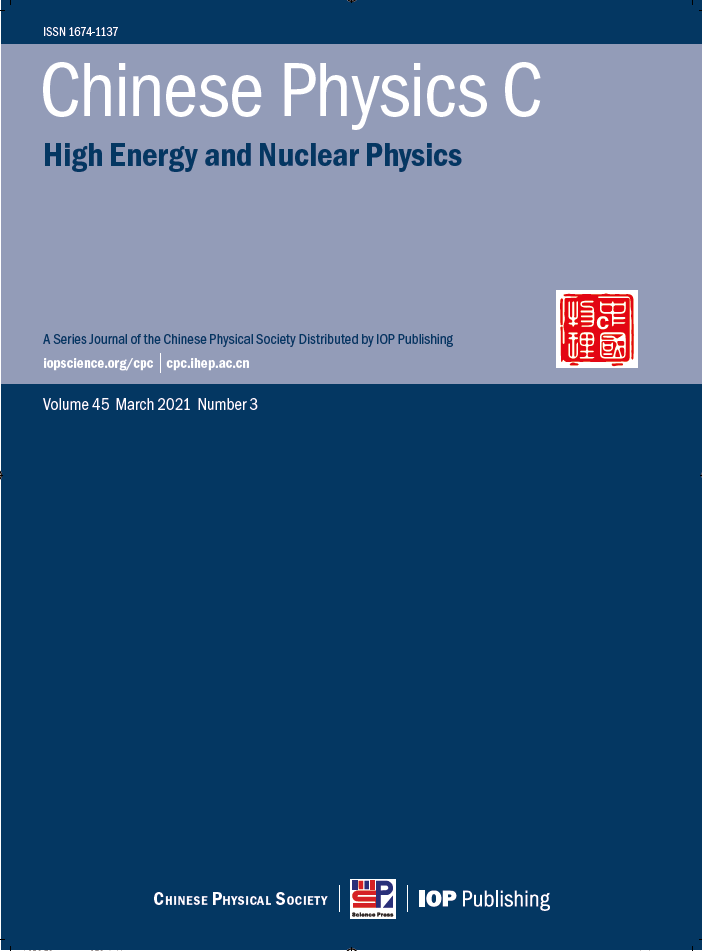 ISSN 1674-1137
Chinese Physics C
High Energy and Nuclear Physics
中
物
C
國
理
A Series Journal of the Chinese Physical Society Distributed by IOP Publishing
iopscience.org/cpc | cpc.ihep.ac.cn
Volume 45 March 2021 Number 3
CHINESE PHYSICAL SOCIETY
Science Press
IOP Publishing